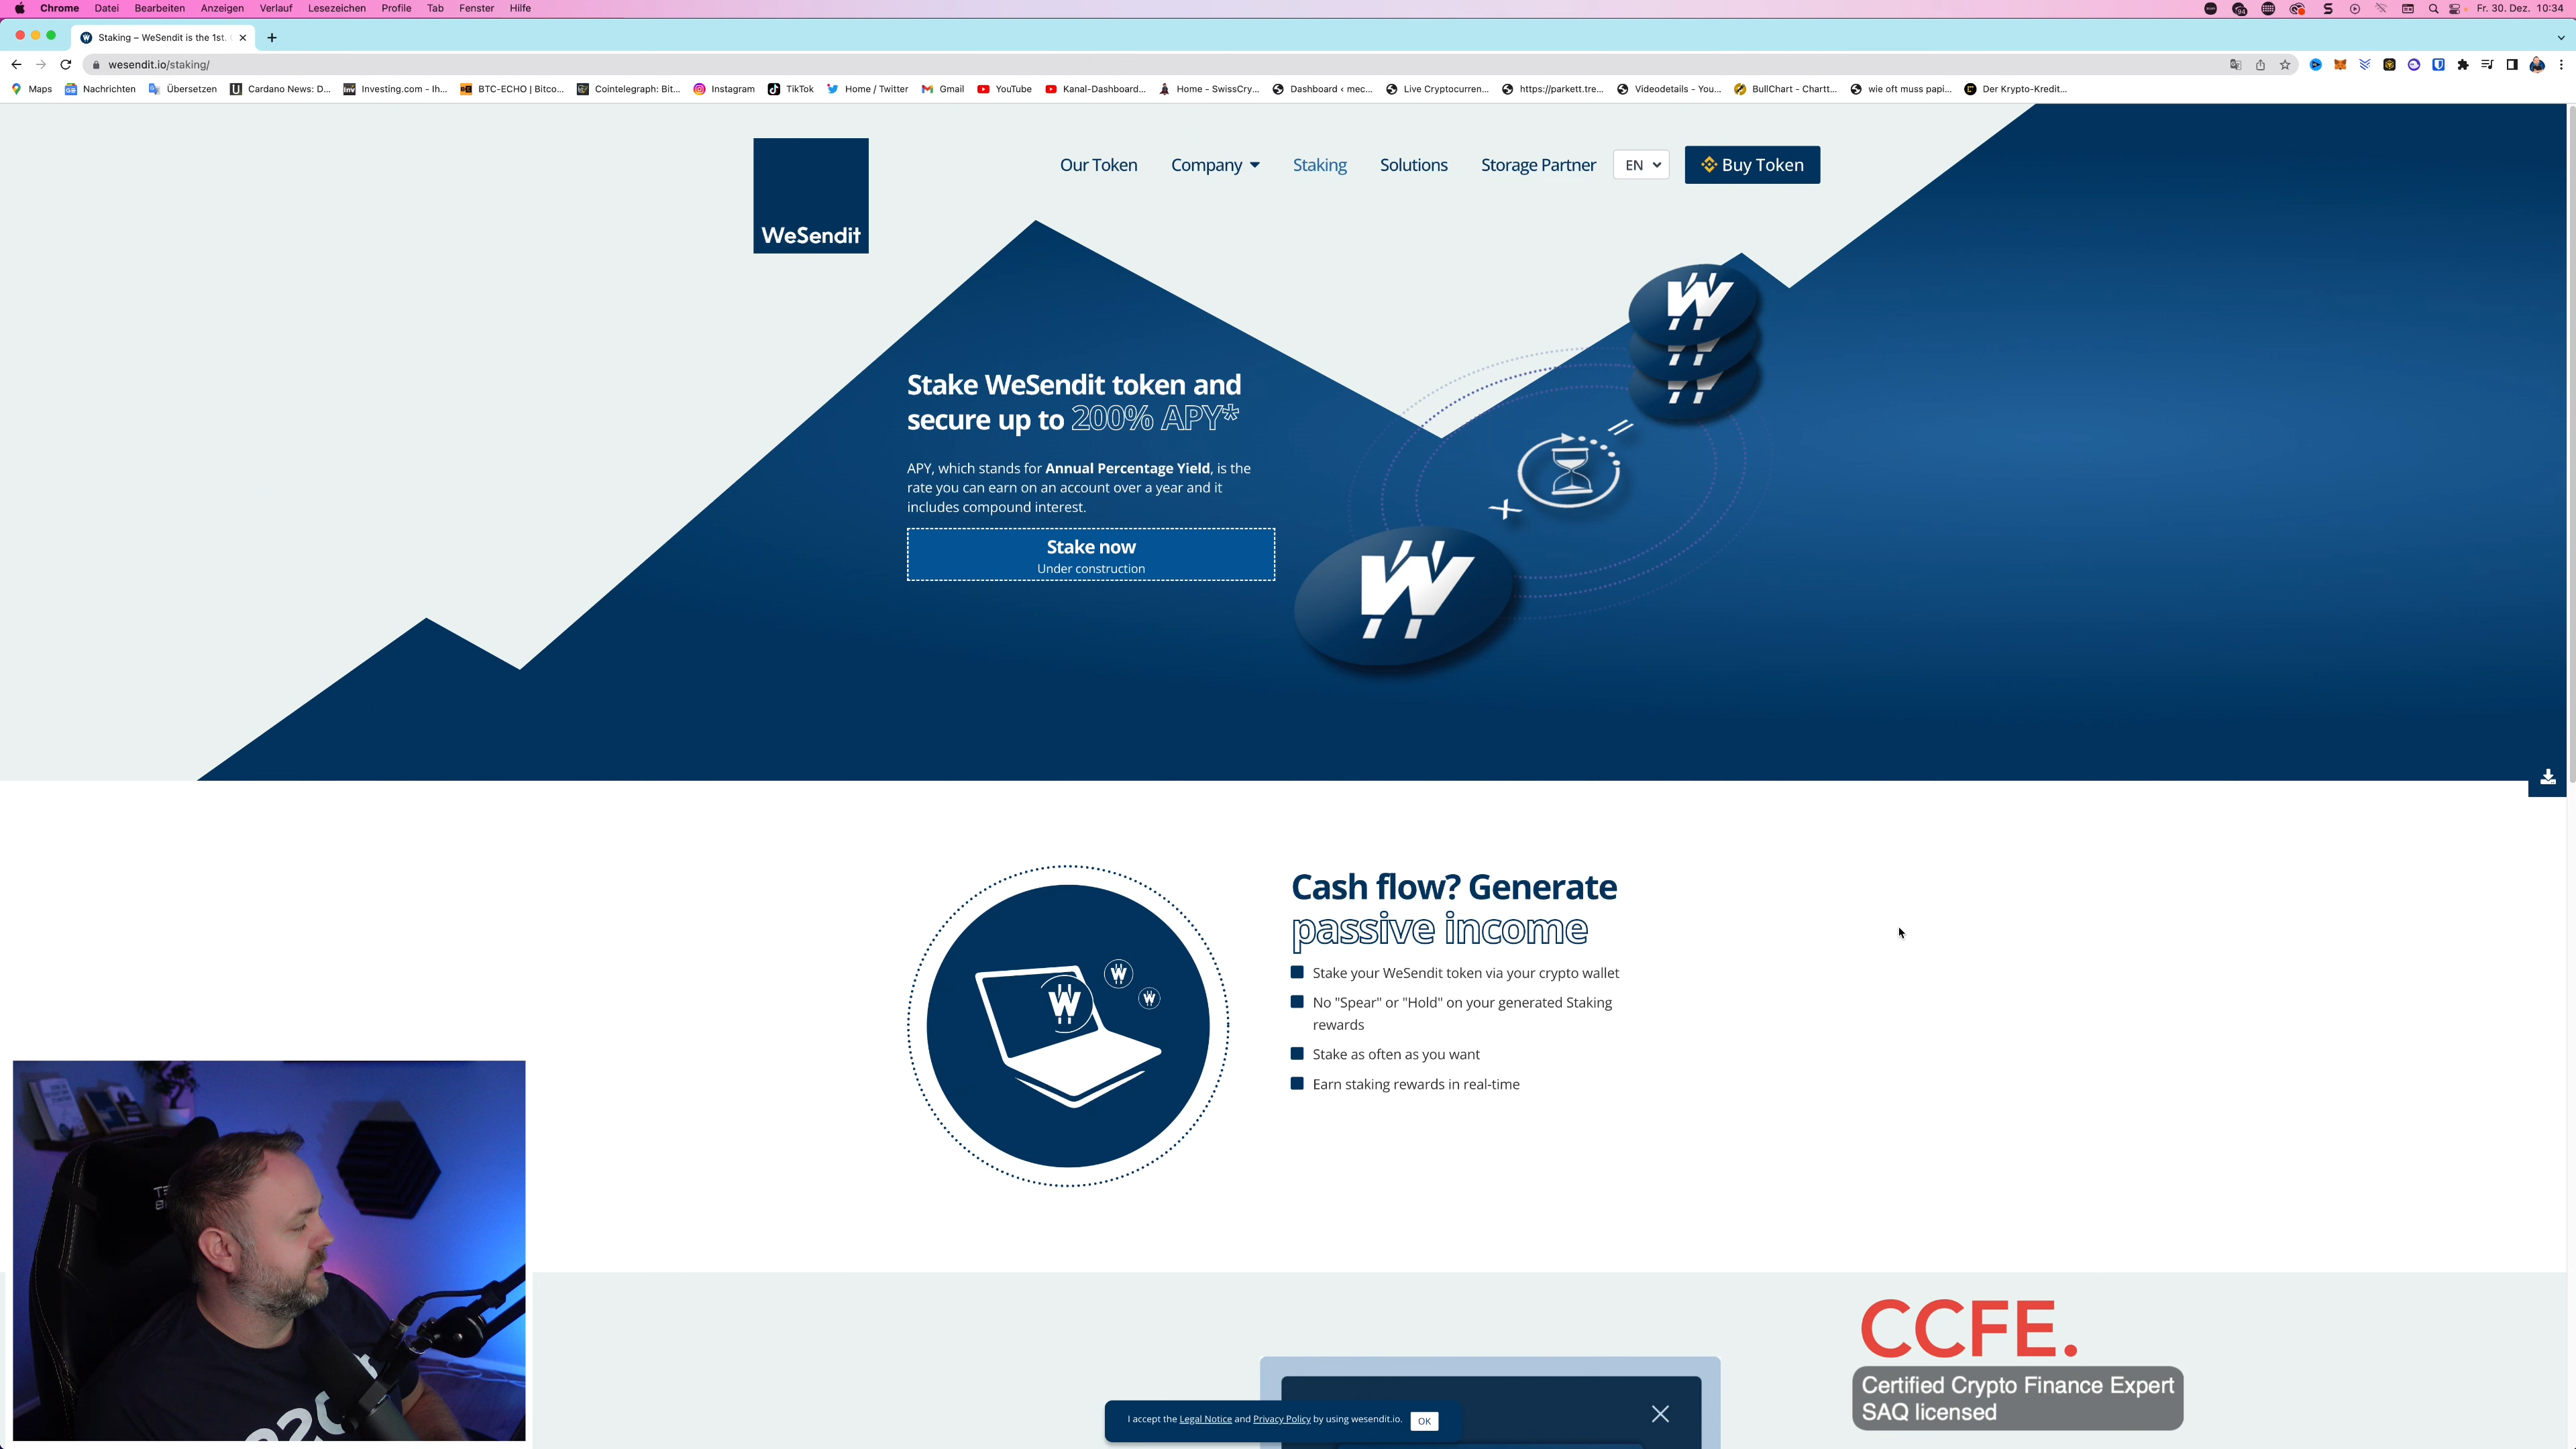 Chrome Datei Bearbeiten Anzeigen Verlauf Lesezeichen Profile Tab Fenster Hilfe
Fr. 30. Dez. 10:34
Staking – WeSendit is the 1st.
wesendit.io/staking/
Maps Nachrichten Übersetzen Cardano News: D... Investing.com - Ih... BTC-ECHO | Bitco... Cointelegraph: Bit... Instagram TikTok Home / Twitter Gmail YouTube Kanal-Dashboard... Home - SwissCry... Dashboard ‹ mec... Live Cryptocurren... https://parkett.tre... Videodetails - You... BullChart - Chartt... wie oft muss papi... Der Krypto-Kredit...
WeSendit
Our Token Company Staking Solutions Storage Partner EN Buy Token
Stake WeSendit token and
secure up to 200% APY*
APY, which stands for Annual Percentage Yield, is the
rate you can earn on an account over a year and it
includes compound interest.
Stake now
Under construction
Cash flow? Generate
passive income
Stake your WeSendit token via your crypto wallet
No "Spear" or "Hold" on your generated Staking
rewards
Stake as often as you want
Earn staking rewards in real-time
CCFE.
Certified Crypto Finance Expert
SAQ licensed
I accept the Legal Notice and Privacy Policy by using wesendit.io. OK